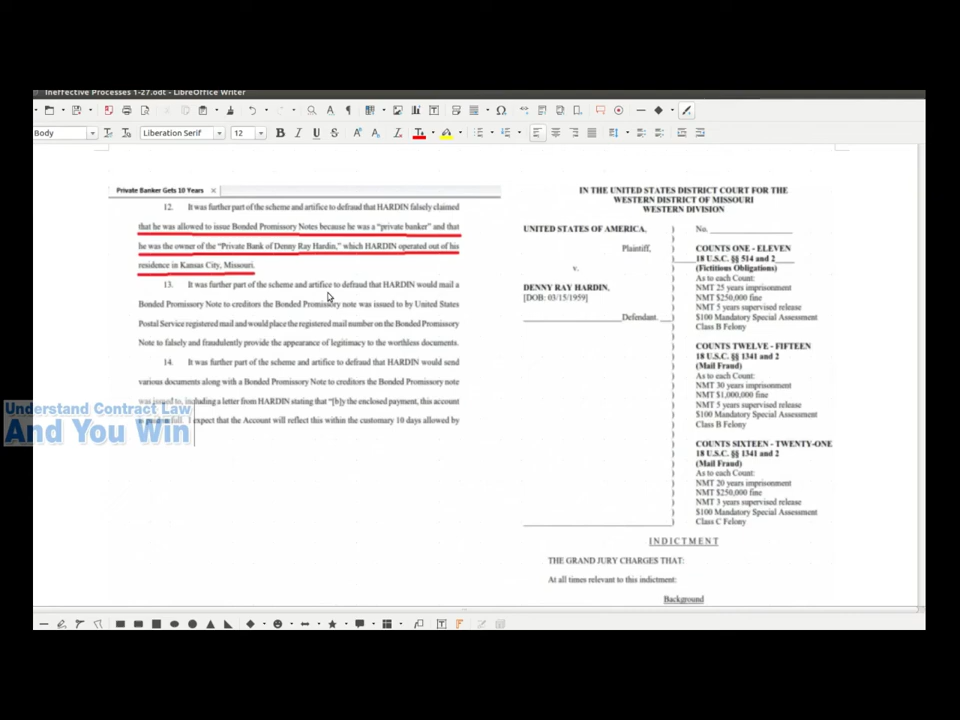 Ineffective Processes 1-27.odt - LibreOffice Writer
Body
Liberation Serif
12
Private Banker Gets 10 Years ×
12. It was further part of the scheme and artifice to defraud that HARDIN falsely claimed
that he was allowed to issue Bonded Promissory Notes because he was a “private banker” and that
he was the owner of the “Private Bank of Denny Ray Hardin,” which HARDIN operated out of his
residence in Kansas City, Missouri.
13. It was further part of the scheme and artifice to defraud that HARDIN would mail a
Bonded Promissory Note to creditors the Bonded Promissory note was issued to by United States
Postal Service registered mail and would place the registered mail number on the Bonded Promissory
Note to falsely and fraudulently provide the appearance of legitimacy to the worthless documents.
14. It was further part of the scheme and artifice to defraud that HARDIN would send
various documents along with a Bonded Promissory Note to creditors the Bonded Promissory note
was issued to, including a letter from HARDIN stating that “[b]y the enclosed payment, this account
is paid in full. I expect that the Account will reflect this within the customary 10 days allowed by
Understand Contract Law
And You Win
IN THE UNITED STATES DISTRICT COURT FOR THE
WESTERN DISTRICT OF MISSOURI
WESTERN DIVISION
UNITED STATES OF AMERICA,
Plaintiff,
v.
DENNY RAY HARDIN,
[DOB: 03/15/1959]
Defendant.
No.
COUNTS ONE - ELEVEN
18 U.S.C. §§ 514 and 2
(Fictitious Obligations)
As to each Count:
NMT 25 years imprisonment
NMT $250,000 fine
NMT 5 years supervised release
$100 Mandatory Special Assessment
Class B Felony
COUNTS TWELVE - FIFTEEN
18 U.S.C. §§ 1341 and 2
(Mail Fraud)
As to each Count:
NMT 30 years imprisonment
NMT $1,000,000 fine
NMT 5 years supervised release
$100 Mandatory Special Assessment
Class B Felony
COUNTS SIXTEEN - TWENTY-ONE
18 U.S.C. §§ 1341 and 2
(Mail Fraud)
As to each Count:
NMT 20 years imprisonment
NMT $250,000 fine
NMT 3 years supervised release
$100 Mandatory Special Assessment
Class C Felony
INDICTMENT
THE GRAND JURY CHARGES THAT:
At all times relevant to this indictment:
Background